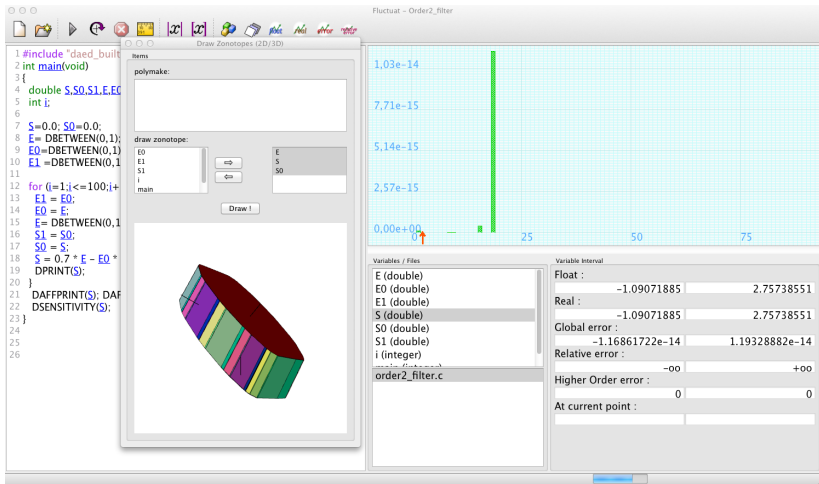 Fluctuat – Order2_filter
|x| [x]
Draw Zonotopes (2D/3D)
Items
polymake:
draw zonotope:
E0
E1
S1
i
main
E
S
S0
Draw !
1 #include "daed_built
2 int main(void)
3 {
4 double S,S0,S1,E,E0
5 int i;
6
7 S=0.0; S0=0.0;
8 E= DBETWEEN(0,1);
9 E0=DBETWEEN(0,1)
10 E1 =DBETWEEN(0,1
11
12 for (i=1;i<=100;i+
13 E1 = E0;
14 E0 = E;
15 E= DBETWEEN(0,1
16 S1 = S0;
17 S0 = S;
18 S = 0.7 * E – E0 *
19 DPRINT(S);
20 }
21 DAFFPRINT(S); DAF
22 DSENSITIVITY(S);
23 }
24
25
26
1,03e-14
7,71e-15
5,14e-15
2,57e-15
0,00e+00
0 25 50 75
Variables / Files
E (double)
E0 (double)
E1 (double)
S (double)
S0 (double)
S1 (double)
i (integer)
main (integer)
order2_filter.c
Variable Interval
Float :
-1.09071885 2.75738551
Real :
-1.09071885 2.75738551
Global error :
-1.16861722e-14 1.19328882e-14
Relative error :
-oo +oo
Higher Order error :
0 0
At current point :